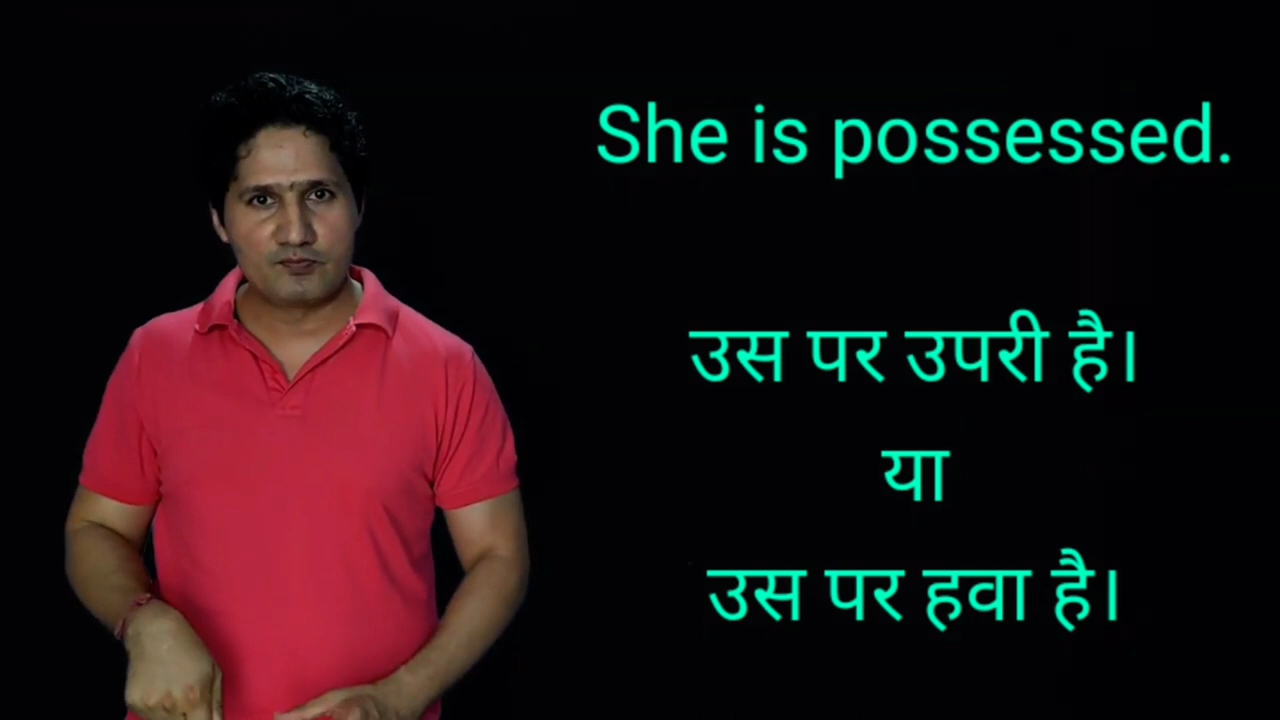 She is possessed.
उस पर उपरी है।
या
उस पर हवा है।